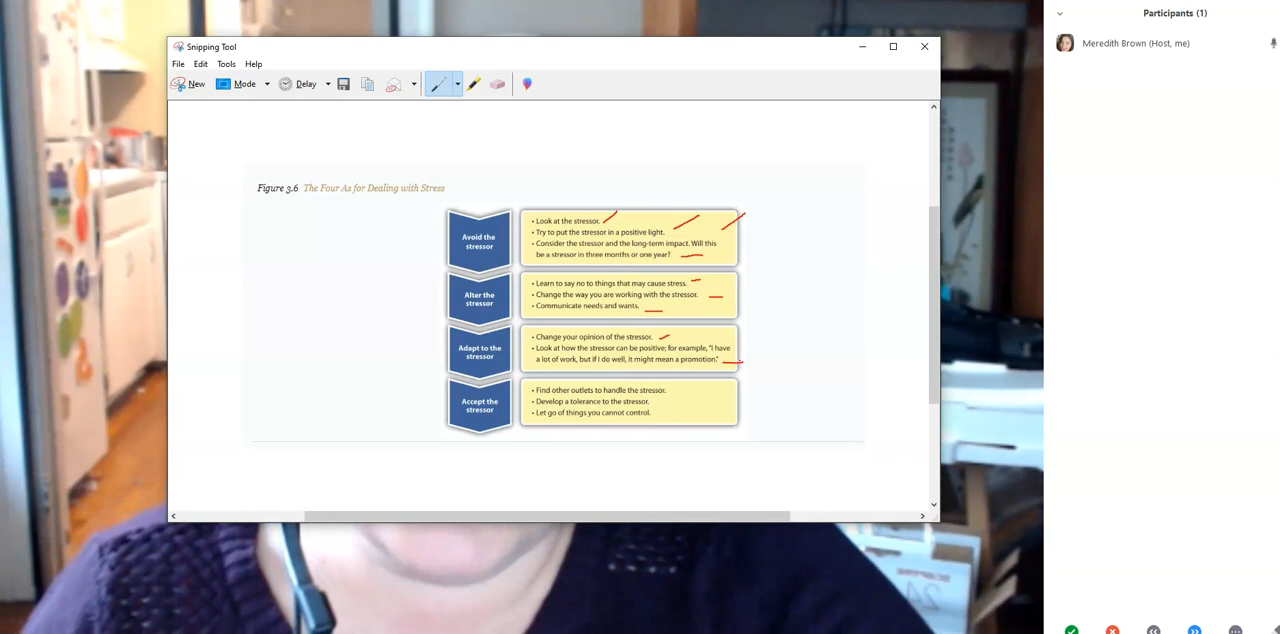 Participants (1)
Meredith Brown (Host, me)
Snipping Tool
File Edit Tools Help
New Mode Delay
Figure 3.6 The Four As for Dealing with Stress
Avoid the
stressor
• Look at the stressor.
• Try to put the stressor in a positive light.
• Consider the stressor and the long-term impact. Will this
be a stressor in three months or one year?
Alter the
stressor
• Learn to say no to things that may cause stress.
• Change the way you are working with the stressor.
• Communicate needs and wants.
Adapt to the
stressor
• Change your opinion of the stressor.
• Look at how the stressor can be positive; for example, "I have
a lot of work, but if i do well, it might mean a promotion."
Accept the
stressor
• Find other outlets to handle the stressor.
• Develop a tolerance to the stressor.
• Let go of things you cannot control.
24